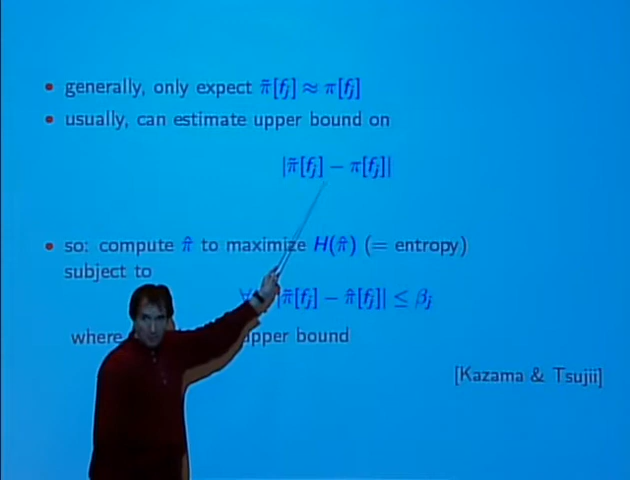 • generally, only expect π̃[fj] ≈ π[fj]
• usually, can estimate upper bound on
|π̃[fj] − π[fj]|
• so: compute π̂ to maximize H(π̂) (= entropy)
subject to
∀ |π̃[fj] − π̂[fj]| ≤ βj
where upper bound
[Kazama & Tsujii]